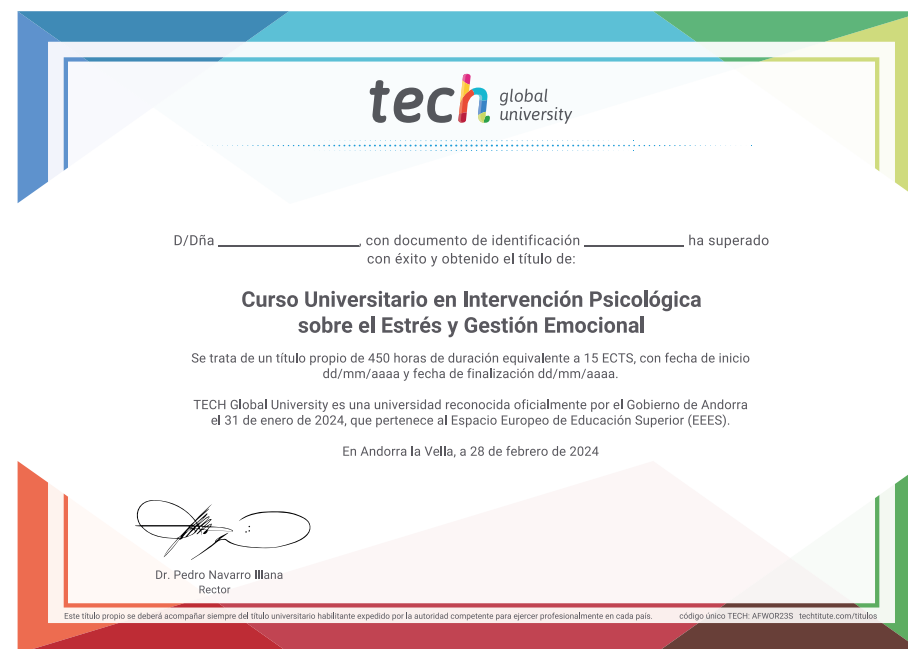 tech global university
D/Dña ____________________, con documento de identificación ______________ ha superado
con éxito y obtenido el título de:
Curso Universitario en Intervención Psicológica
sobre el Estrés y Gestión Emocional
Se trata de un título propio de 450 horas de duración equivalente a 15 ECTS, con fecha de inicio
dd/mm/aaaa y fecha de finalización dd/mm/aaaa.
TECH Global University es una universidad reconocida oficialmente por el Gobierno de Andorra
el 31 de enero de 2024, que pertenece al Espacio Europeo de Educación Superior (EEES).
En Andorra la Vella, a 28 de febrero de 2024
Dr. Pedro Navarro Illana
Rector
Este título propio se deberá acompañar siempre del título universitario habilitante expedido por la autoridad competente para ejercer profesionalmente en cada país. código único TECH: AFWOR23S techtitute.com/titulos